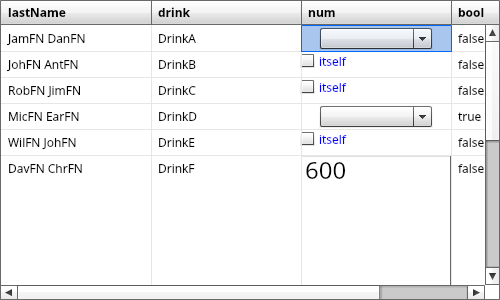 lastName drink num bool
JamFN DanFN DrinkA false
JohFN AntFN DrinkB itself false
RobFN JimFN DrinkC itself false
MicFN EarFN DrinkD true
WilFN JohFN DrinkE itself false
DavFN ChrFN DrinkF 600 false